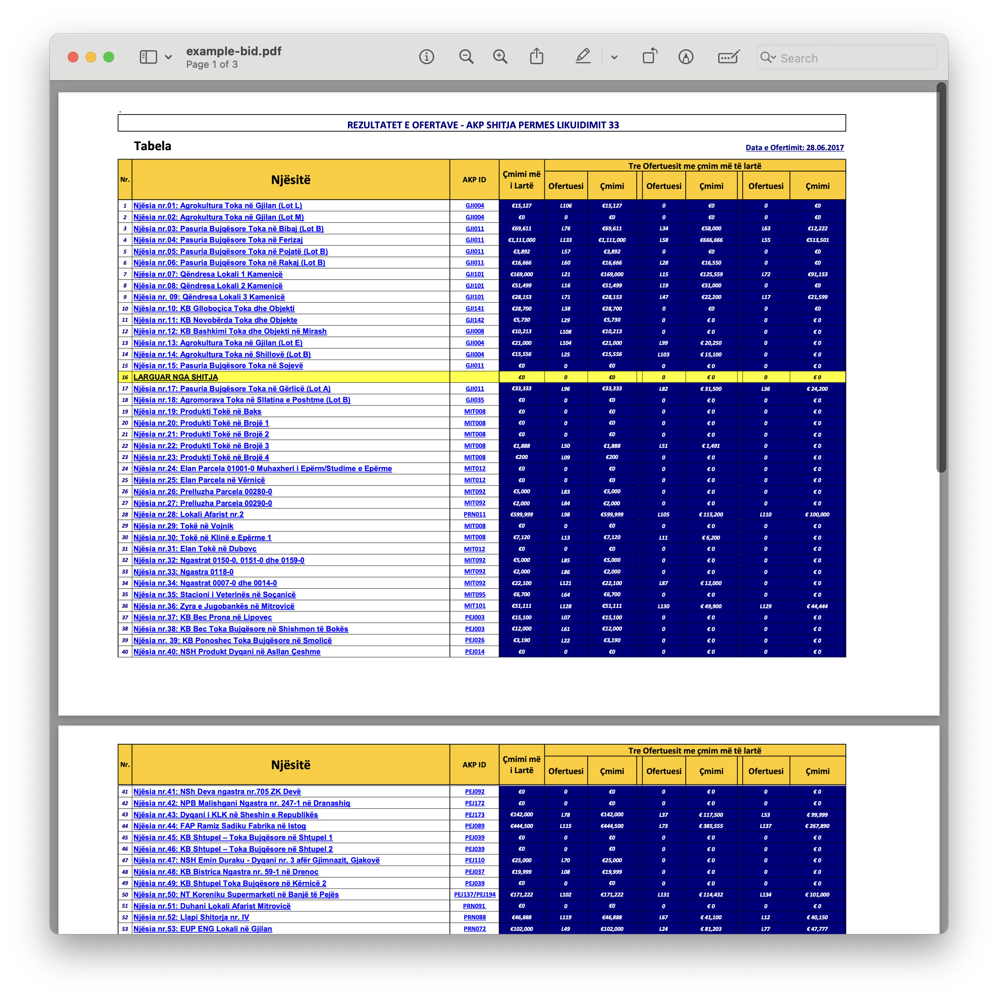 example-bid.pdf
Page 1 of 3
Search
REZULTATET E OFERTAVE - AKP SHITJA PERMES LIKUIDIMIT 33
Tabela
Data e Ofertimit: 28.06.2017
Nr. Njësitë AKP ID Çmimi më i Lartë Tre Ofertuesit me çmim më të lartë
Ofertuesi Çmimi Ofertuesi Çmimi Ofertuesi Çmimi
1 Njësia nr.01: Agrokultura Toka në Gjilan (Lot L) GJI004 €15,127 L106 €15,127 0 €0 0 €0
2 Njësia nr.02: Agrokultura Toka në Gjilan (Lot M) GJI004 €0 0 €0 0 €0 0 €0
3 Njësia nr.03: Pasuria Bujqësore Toka në Bibaj (Lot B) GJI011 €69,611 L76 €69,611 L34 €58,000 L63 €12,222
4 Njësia nr.04: Pasuria Bujqësore Toka në Ferizaj GJI011 €1,111,000 L133 €1,111,000 L58 €666,666 L55 €513,501
5 Njësia nr.05: Pasuria Bujqësore Toka në Pojatë (Lot B) GJI011 €3,892 L57 €3,892 0 €0 0 €0
6 Njësia nr.06: Pasuria Bujqësore Toka në Rakaj (Lot B) GJI011 €16,666 L60 €16,666 L28 €16,550 0 €0
7 Njësia nr.07: Qëndresa Lokali 1 Kamenicë GJI101 €169,000 L21 €169,000 L15 €125,559 L72 €91,153
8 Njësia nr.08: Qëndresa Lokali 2 Kamenicë GJI101 €51,499 L16 €51,499 L19 €51,000 0 €0
9 Njësia nr. 09: Qëndresa Lokali 3 Kamenicë GJI101 €28,153 L71 €28,153 L47 €22,200 L17 €21,599
10 Njësia nr.10: KB Glloboçica Toka dhe Objekti GJI141 €28,700 L38 €28,700 0 €0 0 €0
11 Njësia nr.11: KB Novobërda Toka dhe Objekte GJI142 €5,730 L29 €5,730 0 € 0 0 € 0
12 Njësia nr.12: KB Bashkimi Toka dhe Objekti në Mirash GJI008 €10,213 L108 €10,213 0 € 0 0 € 0
13 Njësia nr.13: Agrokultura Toka në Gjilan (Lot E) GJI004 €21,000 L104 €21,000 L99 € 20,250 0 € 0
14 Njësia nr.14: Agrokultura Toka në Shillovë (Lot B) GJI004 €15,556 L25 €15,556 L103 € 15,100 0 € 0
15 Njësia nr.15: Pasuria Bujqësore Toka në Sojevë GJI011 €0 0 €0 0 € 0 0 € 0
16 LARGUAR NGA SHITJA €0 0 €0 0 € 0 0 € 0
17 Njësia nr.17: Pasuria Bujqësore Toka në Gërlicë (Lot A) GJI011 €33,333 L96 €33,333 L82 € 31,500 L36 € 24,200
18 Njësia nr.18: Agromorava Toka në Sllatina e Poshtme (Lot B) GJI035 €0 0 €0 0 € 0 0 € 0
19 Njësia nr.19: Produkti Tokë në Baks MIT008 €0 0 €0 0 € 0 0 € 0
20 Njësia nr.20: Produkti Tokë në Brojë 1 MIT008 €0 0 €0 0 € 0 0 € 0
21 Njësia nr.21: Produkti Tokë në Brojë 2 MIT008 €0 0 €0 0 € 0 0 € 0
22 Njësia nr.22: Produkti Tokë në Brojë 3 MIT008 €1,888 L50 €1,888 L51 € 1,491 0 € 0
23 Njësia nr.23: Produkti Tokë në Brojë 4 MIT008 €200 L09 €200 0 € 0 0 € 0
24 Njësia nr.24: Elan Parcela 01001-0 Muhaxheri i Epërm/Studime e Epërme MIT012 €0 0 €0 0 € 0 0 € 0
25 Njësia nr.25: Elan Parcela në Vërnicë MIT012 €0 0 €0 0 € 0 0 € 0
26 Njësia nr.26: Prelluzha Parcela 00280-0 MIT092 €5,000 L83 €5,000 0 € 0 0 € 0
27 Njësia nr.27: Prelluzha Parcela 00290-0 MIT092 €2,000 L84 €2,000 0 € 0 0 € 0
28 Njësia nr.28: Lokali Afarist nr.2 PRN011 €599,999 L98 €599,999 L105 € 115,200 L110 € 100,000
29 Njësia nr.29: Tokë në Vojnik MIT008 €0 0 €0 0 € 0 0 € 0
30 Njësia nr.30: Tokë në Klinë e Epërme 1 MIT008 €7,120 L13 €7,120 L11 € 6,200 0 € 0
31 Njësia nr.31: Elan Tokë në Dubovc MIT012 €0 0 €0 0 € 0 0 € 0
32 Njësia nr.32: Ngastrat 0150-0, 0151-0 dhe 0159-0 MIT092 €5,000 L85 €5,000 0 € 0 0 € 0
33 Njësia nr.33: Ngastra 0118-0 MIT092 €2,000 L86 €2,000 0 € 0 0 € 0
34 Njësia nr.34: Ngastrat 0007-0 dhe 0014-0 MIT092 €22,100 L121 €22,100 L87 € 12,000 0 € 0
35 Njësia nr.35: Stacioni i Veterinës në Soçanicë MIT095 €6,700 L64 €6,700 0 € 0 0 € 0
36 Njësia nr.36: Zyra e Jugobankës në Mitrovicë MIT101 €51,111 L128 €51,111 L130 € 49,900 L129 € 44,444
37 Njësia nr.37: KB Bec Prona në Lipovec PEJ003 €15,100 L07 €15,100 0 € 0 0 € 0
38 Njësia nr.38: KB Bec Toka Bujqësore në Shishmon të Bokës PEJ003 €12,000 L61 €12,000 0 € 0 0 € 0
39 Njësia nr. 39: KB Ponoshec Toka Bujqësore në Smolicë PEJ026 €3,190 L22 €3,190 0 € 0 0 € 0
40 Njësia nr.40: NSH Produkt Dyqani në Asllan Çeshme PEJ014 €0 0 €0 0 € 0 0 € 0
Nr. Njësitë AKP ID Çmimi më i Lartë Tre Ofertuesit me çmim më të lartë
Ofertuesi Çmimi Ofertuesi Çmimi Ofertuesi Çmimi
41 Njësia nr.41: NSh Deva ngastra nr.705 ZK Devë PEJ092 €0 0 €0 0 € 0 0 € 0
42 Njësia nr.42: NPB Malishgani Ngastra nr. 247-1 në Dranashiq PEJ172 €0 0 €0 0 € 0 0 € 0
43 Njësia nr.43: Dyqani i KLK në Sheshin e Republikës PEJ173 €142,000 L78 €142,000 L37 € 117,500 L53 € 99,999
44 Njësia nr.44: FAP Ramiz Sadiku Fabrika në Istog PEJ089 €444,500 L115 €444,500 L73 € 385,555 L137 € 267,890
45 Njësia nr.45: KB Shtupel – Toka Bujqësore në Shtupel 1 PEJ039 €0 0 €0 0 € 0 0 € 0
46 Njësia nr.46: KB Shtupel – Toka Bujqësore në Shtupel 2 PEJ039 €0 0 €0 0 € 0 0 € 0
47 Njësia nr.47: NSH Emin Duraku - Dyqani nr. 3 afër Gjimnazit, Gjakovë PEJ110 €25,000 L70 €25,000 0 € 0 0 € 0
48 Njësia nr.48: KB Bistrica Ngastra nr. 59-1 në Drenoc PEJ037 €19,999 L08 €19,999 0 € 0 0 € 0
49 Njësia nr.49: KB Shtupel Toka Bujqësore në Kërnicë 2 PEJ039 €0 0 €0 0 € 0 0 € 0
50 Njësia nr.50: NT Koreniku Supermarketi në Banjë të Pejës PEJ137/PEJ194 €171,222 L102 €171,222 L131 € 114,432 L134 € 101,000
51 Njësia nr.51: Duhani Lokali Afarist Mitrovicë PRN091 €0 0 €0 0 € 0 0 € 0
52 Njësia nr.52: Llapi Shitorja nr. IV PRN088 €46,888 L119 €46,888 L67 € 41,100 L12 € 40,150
53 Njësia nr.53: EUP ENG Lokali në Gjilan PRN072 €102,000 L49 €102,000 L24 € 81,203 L77 € 47,777